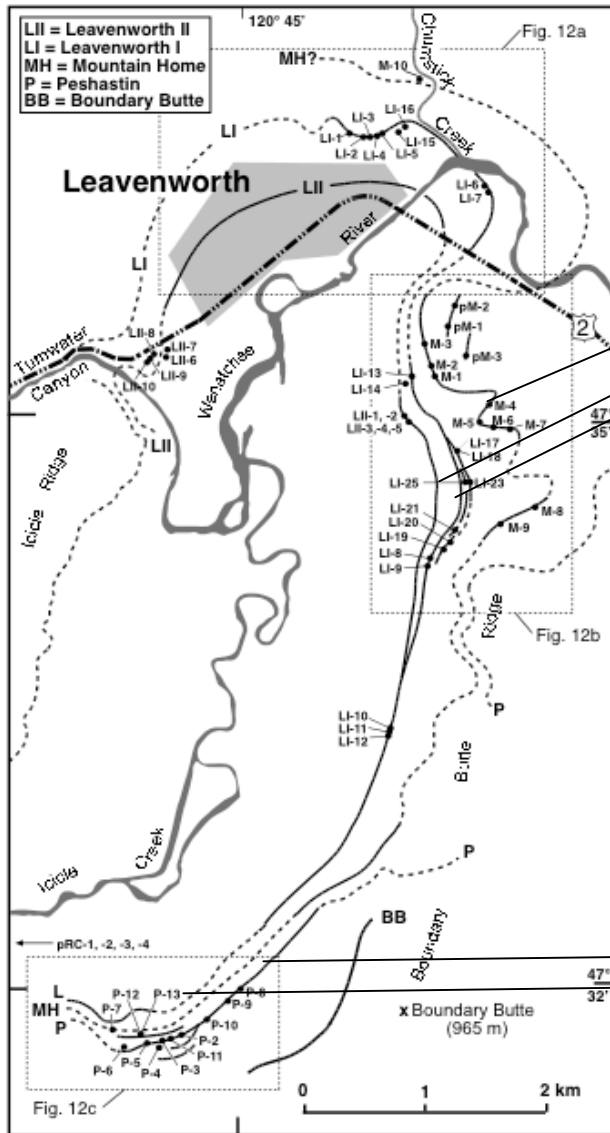 120° 45'
LII = Leavenworth II
LI = Leavenworth I
MH = Mountain Home
P = Peshastin
BB = Boundary Butte
Fig. 12a
MH?
M-10
Chumstick
Creek
LI
LI-1
LI-2
LI-3
LI-4
LI-5
LI-16
LI-15
Leavenworth
LII
LI-6
LI-7
River
LI
2
pM-2
pM-1
pM-3
M-3
M-2
M-1
LII-8
LII-7
LII-6
LII-9
LII-10
Tumwater
Canyon
Wenatchee
LI-13
LI-14
M-4
LII-1, -2
LII-3,-4,-5
M-5
M-6
M-7
47°
35'
LII
LI-17
LI-18
LI-25
LI-23
Icicle Ridge
LI-21
LI-20
LI-19
M-8
M-9
LI-8
LI-9
Ridge
Fig. 12b
P
LI-10
LI-11
LI-12
Butte
P
Icicle Creek
BB
Boundary
pRC-1, -2, -3, -4
47°
32'
L
MH
P
P-7
P-12
P-13
P-8
P-9
P-10
P-2
P-11
P-3
P-4
P-5
P-6
x Boundary Butte
(965 m)
Fig. 12c
0 1 2 km